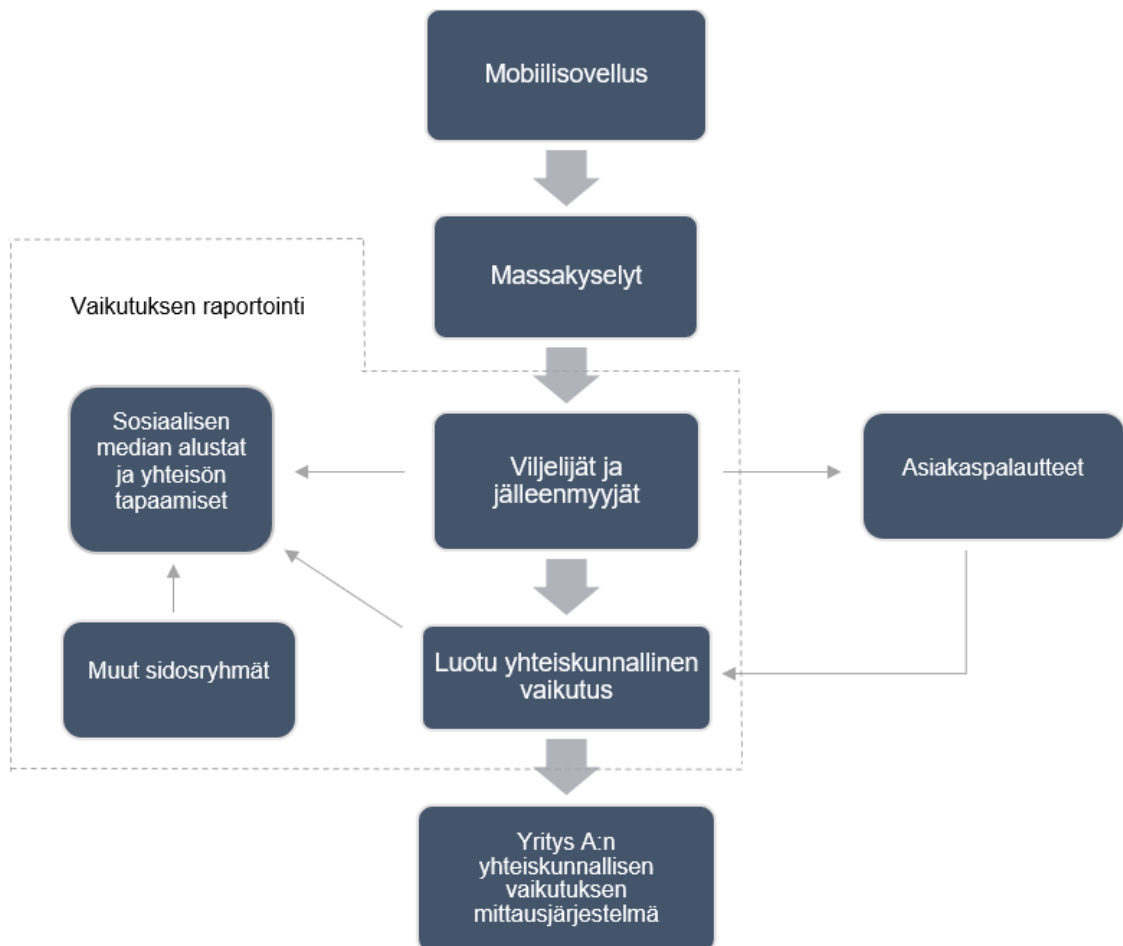 Mobiilisovellus
Massakyselyt
Vaikutuksen raportointi
Sosiaalisen
median alustat
ja yhteisön
tapaamiset
Viljelijät ja
jälleenmyyjät
Asiakaspalautteet
Muut sidosryhmät
Luotu yhteiskunnallinen
vaikutus
Yritys A:n
yhteiskunnallisen
vaikutuksen
mittausjärjestelmä